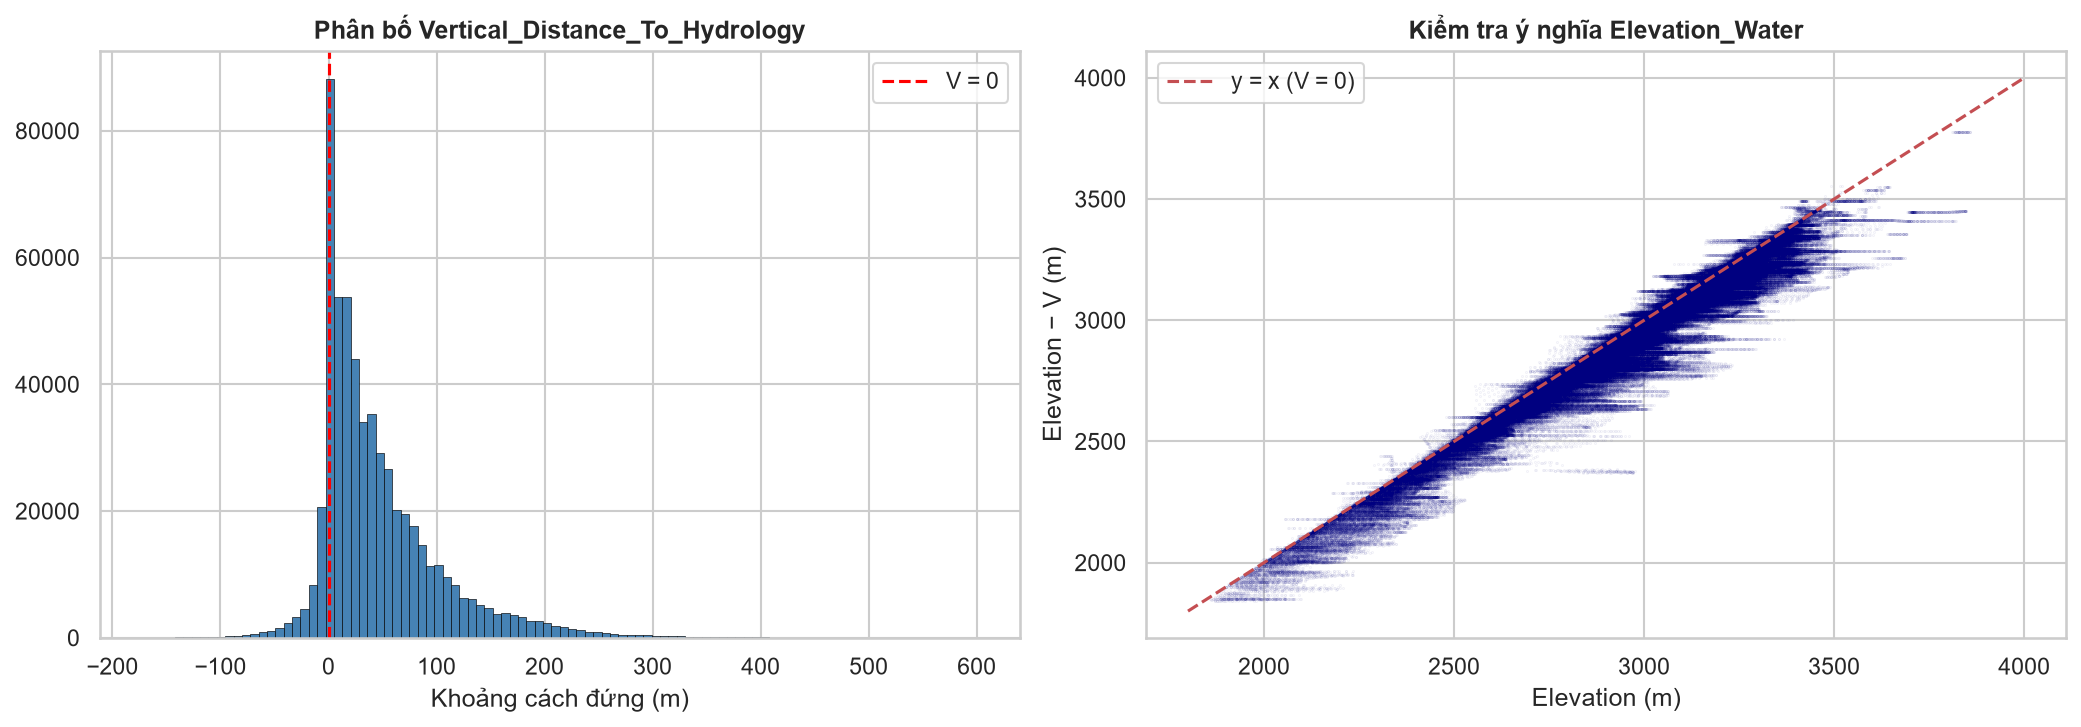 Phân bố Vertical_Distance_To_Hydrology
V = 0
80000
60000
40000
20000
0
−200 −100 0 100 200 300 400 500 600
Khoảng cách đứng (m)
Kiểm tra ý nghĩa Elevation_Water
y = x (V = 0)
Elevation − V (m)
4000
3500
3000
2500
2000
2000 2500 3000 3500 4000
Elevation (m)